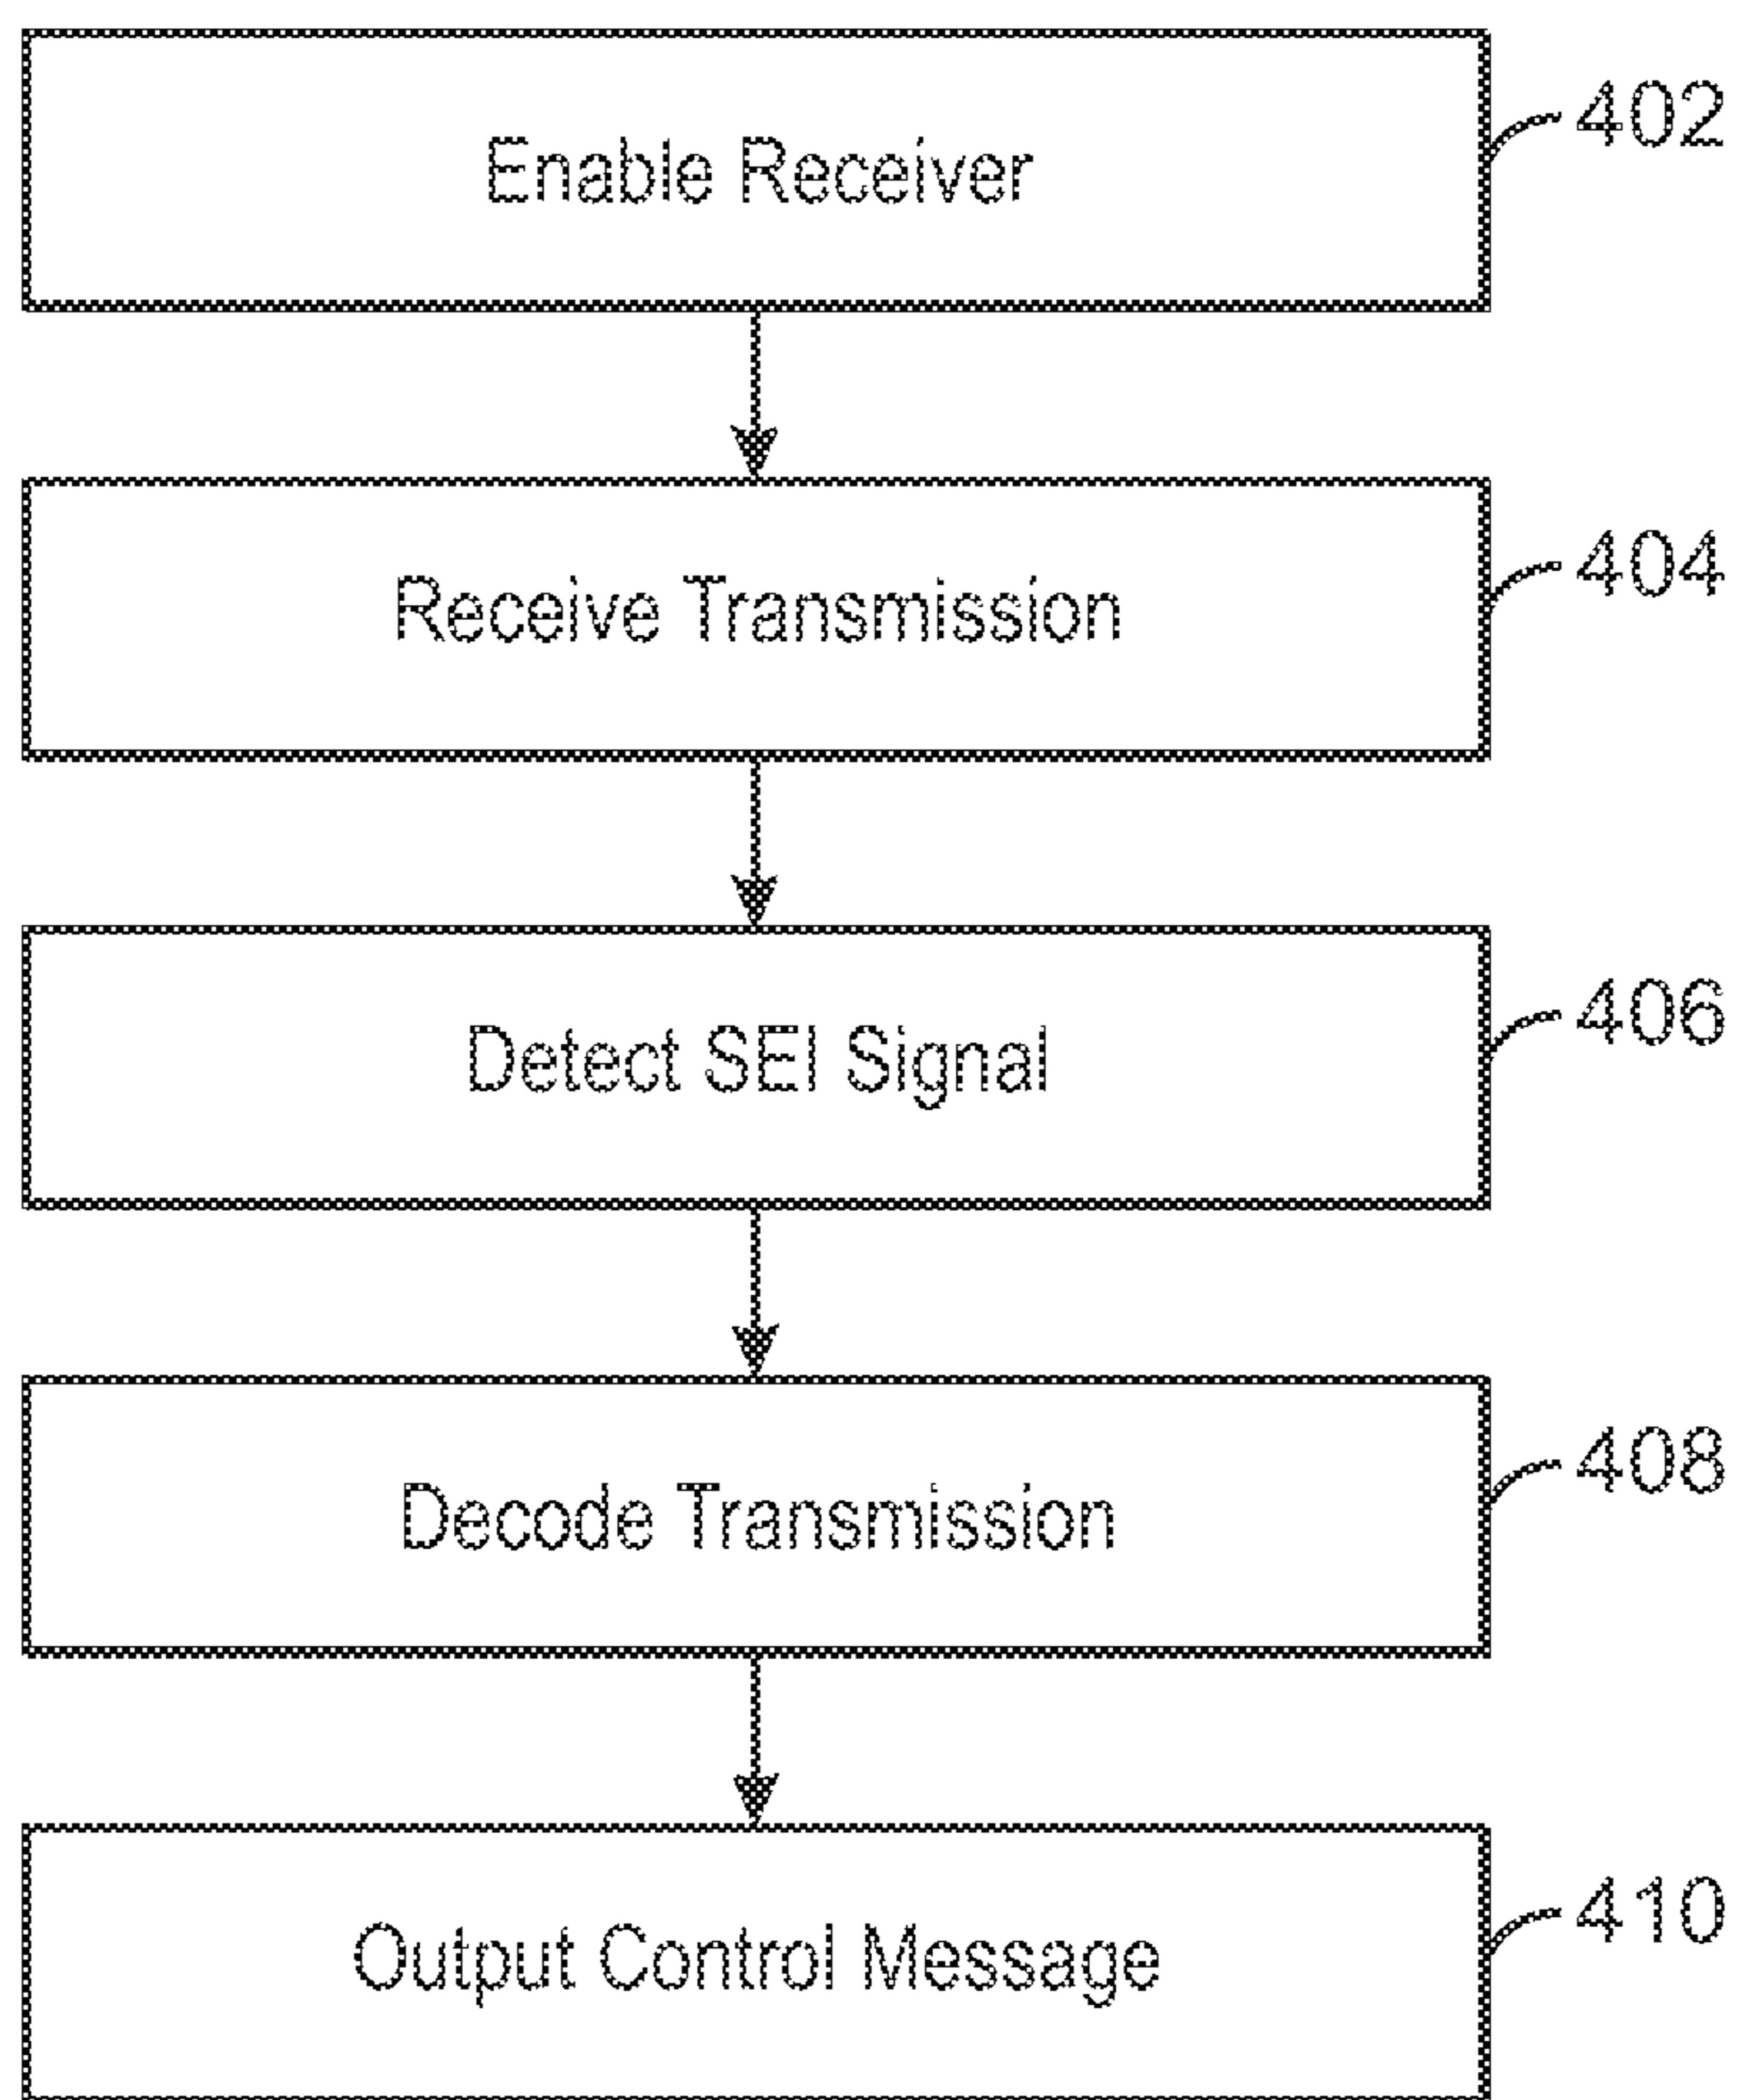 Enable Receiver
402
Receive Transmission
404
Detect SEI Signal
406
Decode Transmission
408
Output Control Message
410